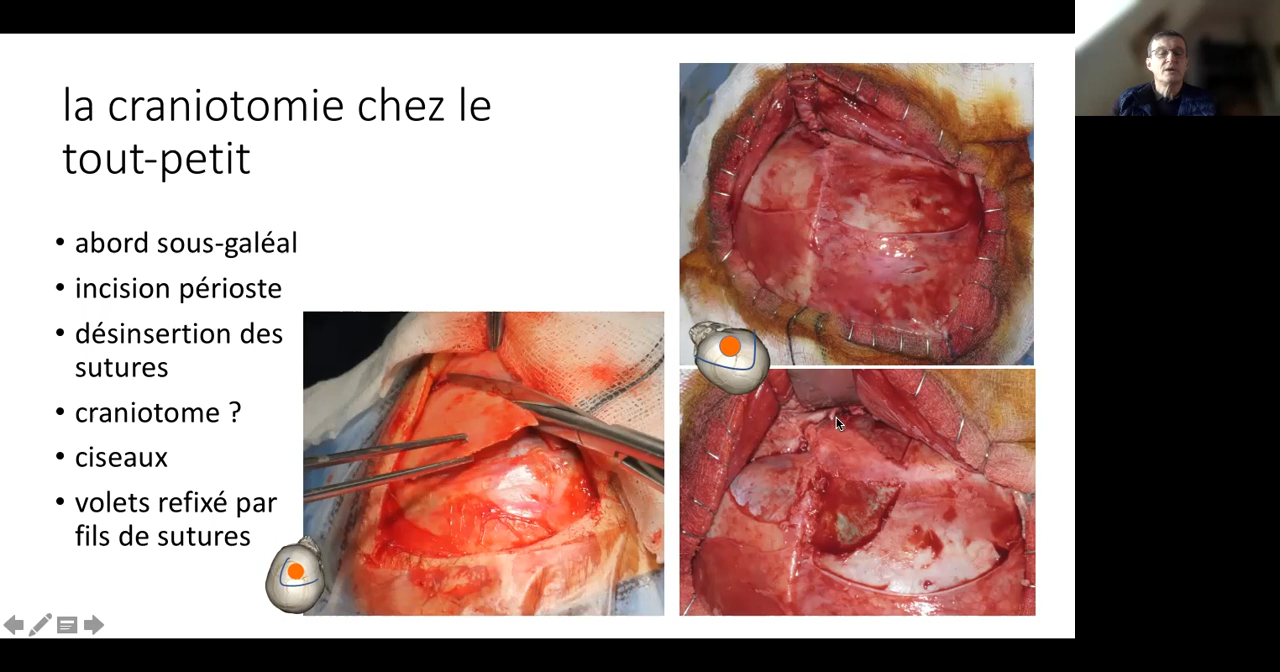 la craniotomie chez le
tout-petit
• abord sous-galéal
• incision périoste
• désinsertion des
sutures
• craniotome ?
• ciseaux
• volets refixé par
fils de sutures